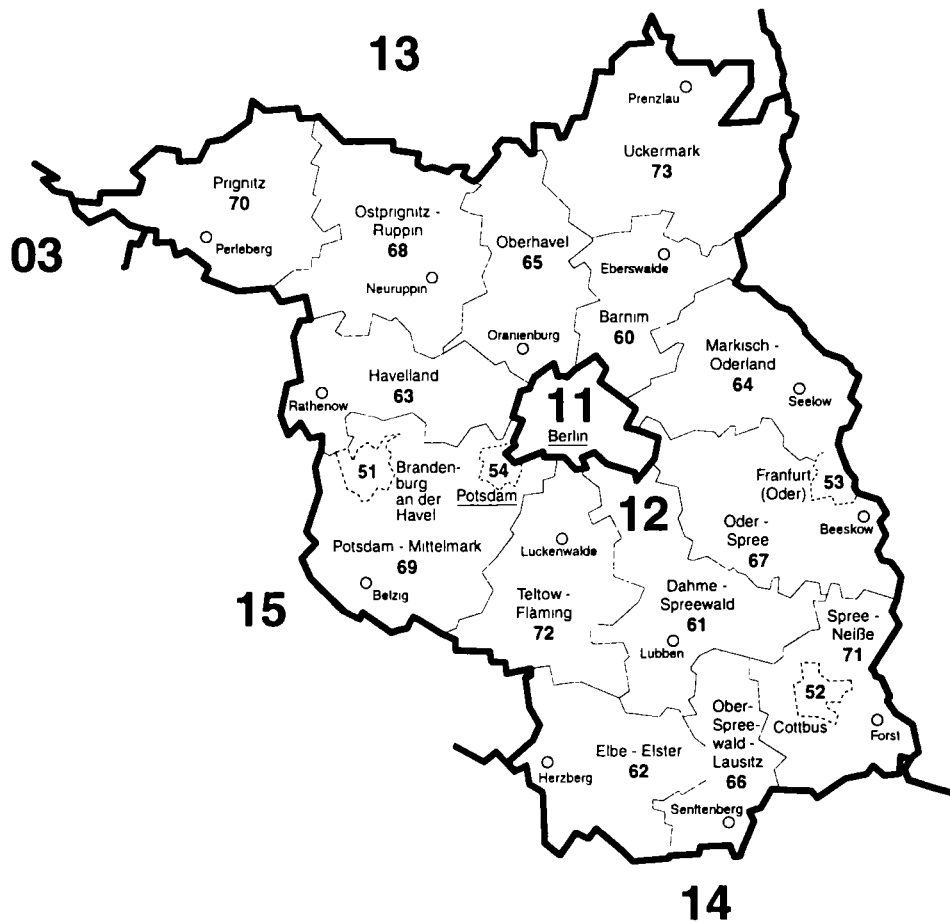 13
Prenzlau
Uckermark
73
Prignitz
70
Perleberg
03
Ostprignitz -
Ruppin
68
Neuruppin
Oberhavel
65
Oranienburg
Eberswalde
Barnim
60
Markisch -
Oderland
64
Seelow
Havelland
63
Rathenow
11
Berlin
51
Branden-
burg
an der
Havel
54
Potsdam
12
Franfurt
(Oder)
53
Beeskow
Oder -
Spree
67
Potsdam - Mittelmark
69
Belzig
15
Luckenwalde
Teltow -
Flaming
72
Dahme -
Spreewald
61
Lubben
Spree -
Neiße
71
52
Cottbus
Forst
Ober-
Spree-
wald -
Lausitz
66
Senftenberg
Elbe - Elster
62
Herzberg
14